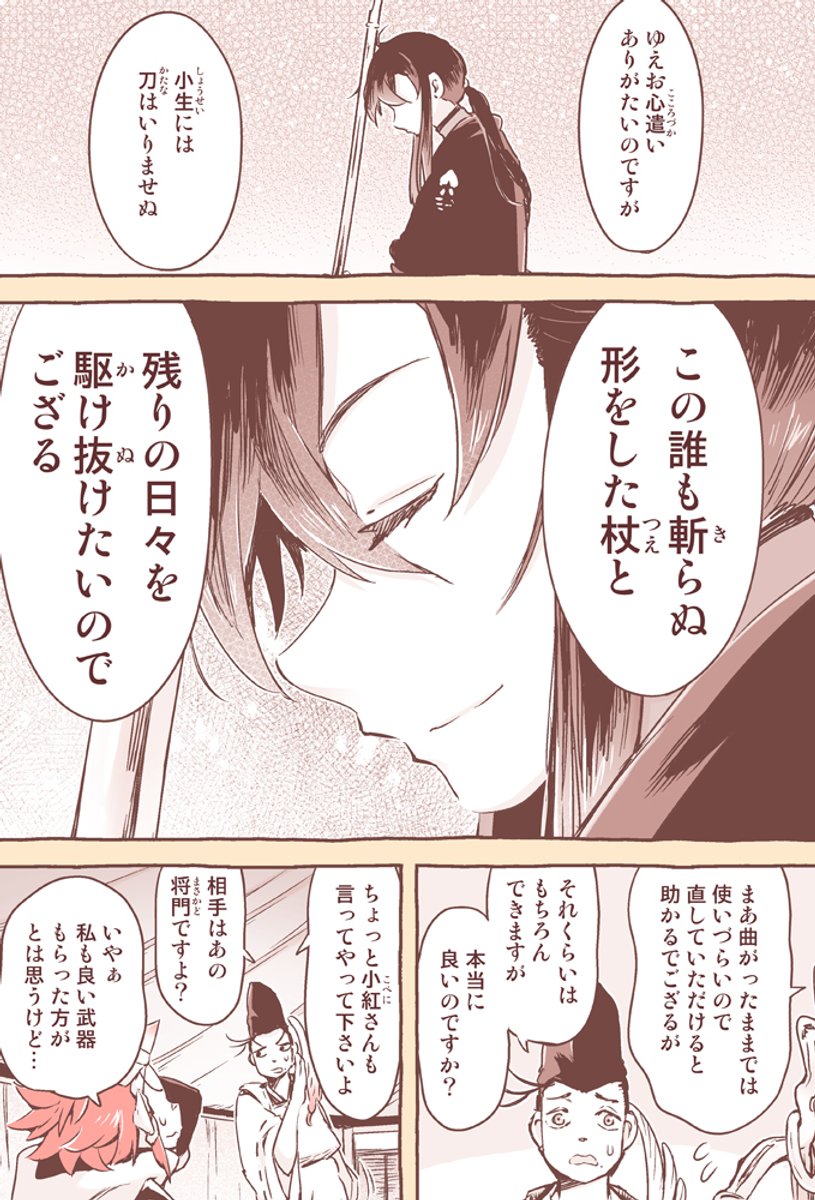 ゆえお心遣い
ありがたいのですが
小生には
刀はいりませぬ
この誰も斬らぬ
形をした杖と
残りの日々を
駆け抜けたいので
ござる
まあ曲がったままでは
使いづらいので
直していただけると
助かるでござるが
それくらいは
もちろん
できますが
本当に
良いのですか？
ちょっと小紅さんも
言ってやって下さいよ
相手はあの
将門ですよ？
いやぁ
私も良い武器
もらった方が
とは思うけど…